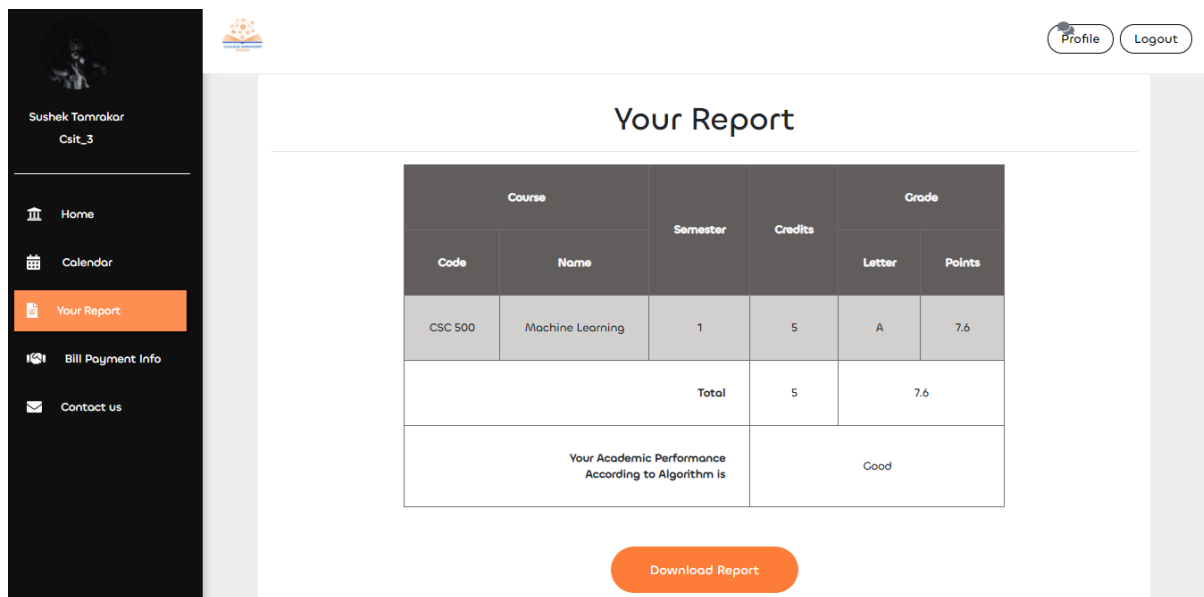 COLLEGE MANAGEMENT
Profile
Logout
Sushek Tamrakar
Csit_3
Home
Calendar
Your Report
Bill Payment Info
Contact us
Your Report
Course
Semester
Credits
Grade
Code
Name
Letter
Points
CSC 500
Machine Learning
1
5
A
7.6
Total
5
7.6
Your Academic Performance
According to Algorithm is
Good
Download Report